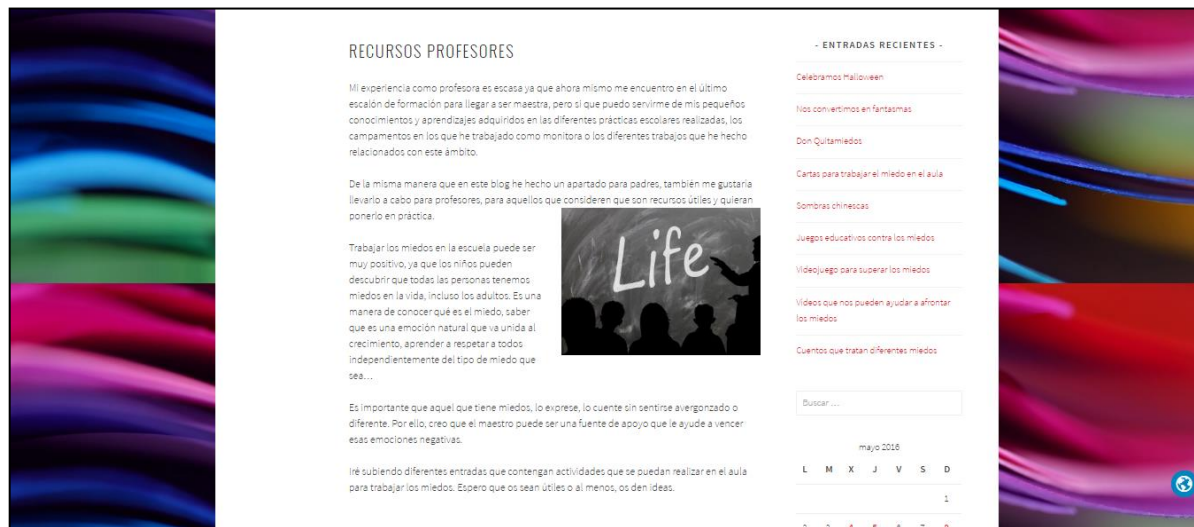 RECURSOS PROFESORES
Mi experiencia como profesora es escasa ya que ahora mismo me encuentro en el último
escalón de formación para llegar a ser maestra, pero sí que puedo servirme de mis pequeños
conocimientos y aprendizajes adquiridos en las diferentes prácticas escolares realizadas, los
campamentos en los que he trabajado como monitora o los diferentes trabajos que he hecho
relacionados con este ámbito.
De la misma manera que en este blog he hecho un apartado para padres, también me gustaría
llevarlo a cabo para profesores, para aquellos que consideren que son recursos útiles y quieran
ponerlo en práctica.
Life
Trabajar los miedos en la escuela puede ser
muy positivo, ya que los niños pueden
descubrir que todas las personas tenemos
miedos en la vida, incluso los adultos. Es una
manera de conocer qué es el miedo, saber
que es una emoción natural que va unida al
crecimiento, aprender a respetar a todos
independientemente del tipo de miedo que
sea...
Es importante que aquel que tiene miedos, lo exprese, lo cuente sin sentirse avergonzado o
diferente. Por ello, creo que el maestro puede ser una fuente de apoyo que le ayude a vencer
esas emociones negativas.
Iré subiendo diferentes entradas que contengan actividades que se puedan realizar en el aula
para trabajar los miedos. Espero que os sean útiles o al menos, os den ideas.
- ENTRADAS RECIENTES -
Celebramos Halloween
Nos convertimos en fantasmas
Don Quitamiedos
Cartas para trabajar el miedo en el aula
Sombras chinescas
Juegos educativos contra los miedos
Videojuego para superar los miedos
Videos que nos pueden ayudar a afrontar
los miedos
Cuentos que tratan diferentes miedos
Buscar ...
mayo 2016
L M X J V S D
1